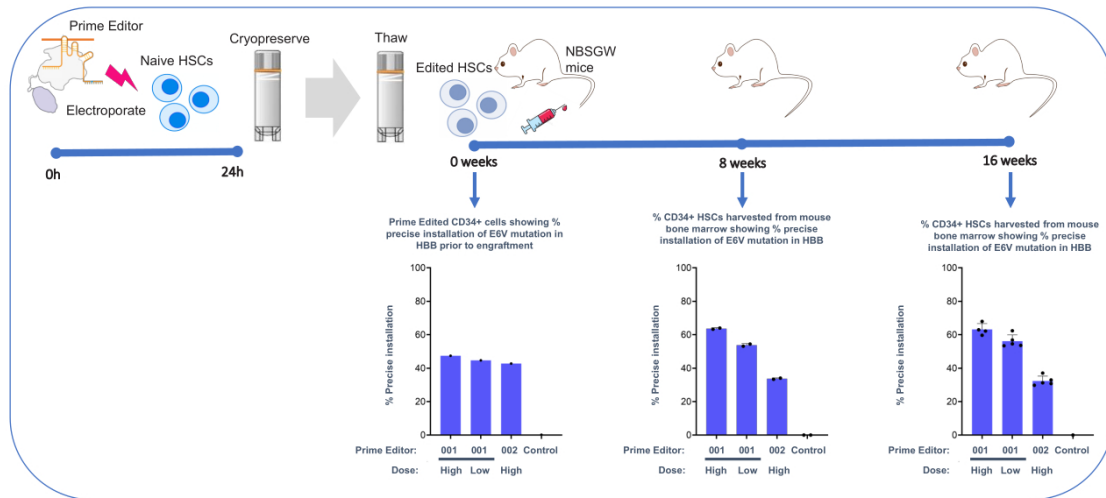 Prime Editor
Naive HSCs
Electroporate
Cryopreserve
Thaw
Edited HSCs
NBSGW
mice
0h
24h
0 weeks
8 weeks
16 weeks
Prime Edited CD34+ cells showing %
precise installation of E6V mutation in
HBB prior to engraftment
% Precise installation
100
80
60
40
20
0
Prime Editor: 001 001 002 Control
Dose: High Low High
% CD34+ HSCs harvested from mouse
bone marrow showing % precise
installation of E6V mutation in HBB
% Precise installation
100
80
60
40
20
0
Prime Editor: 001 001 002 Control
Dose: High Low High
% CD34+ HSCs harvested from mouse
bone marrow showing % precise
installation of E6V mutation in HBB
% Precise installation
100
80
60
40
20
0
Prime Editor: 001 001 002 Control
Dose: High Low High